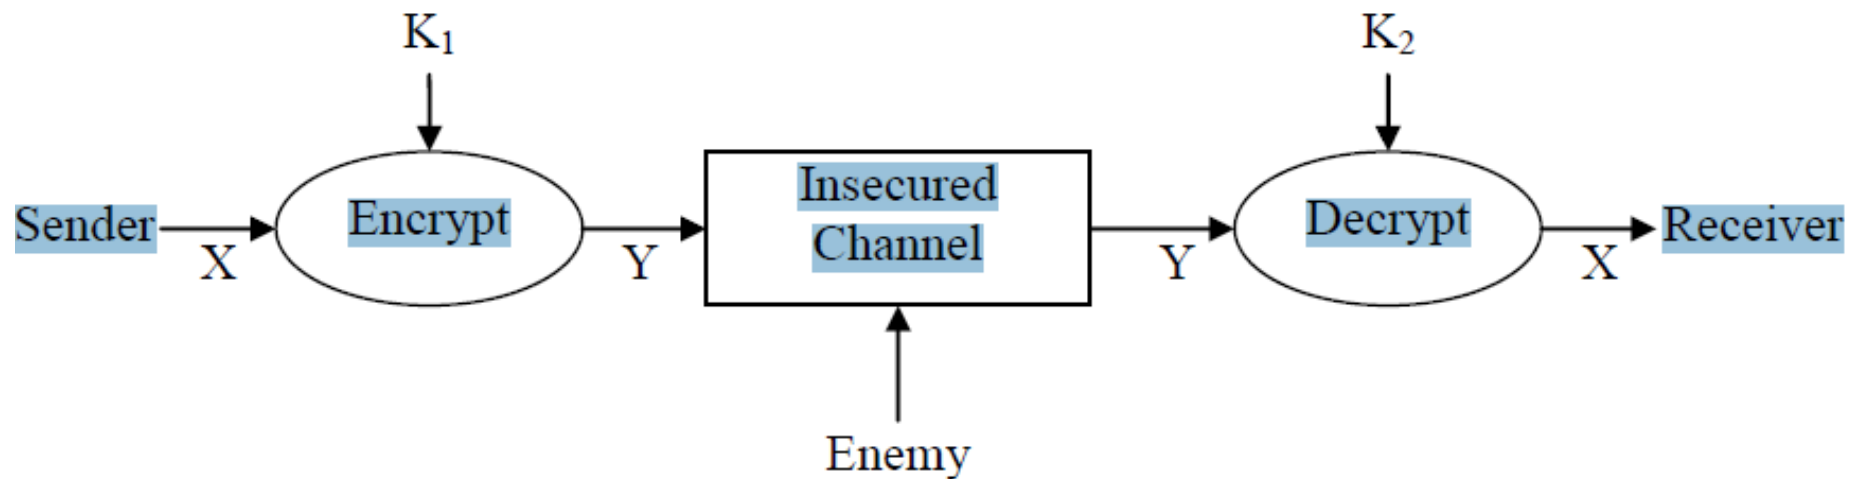 K₁
K₂
Sender
Encrypt
Insecured
Channel
Decrypt
Receiver
X
Y
Y
X
Enemy